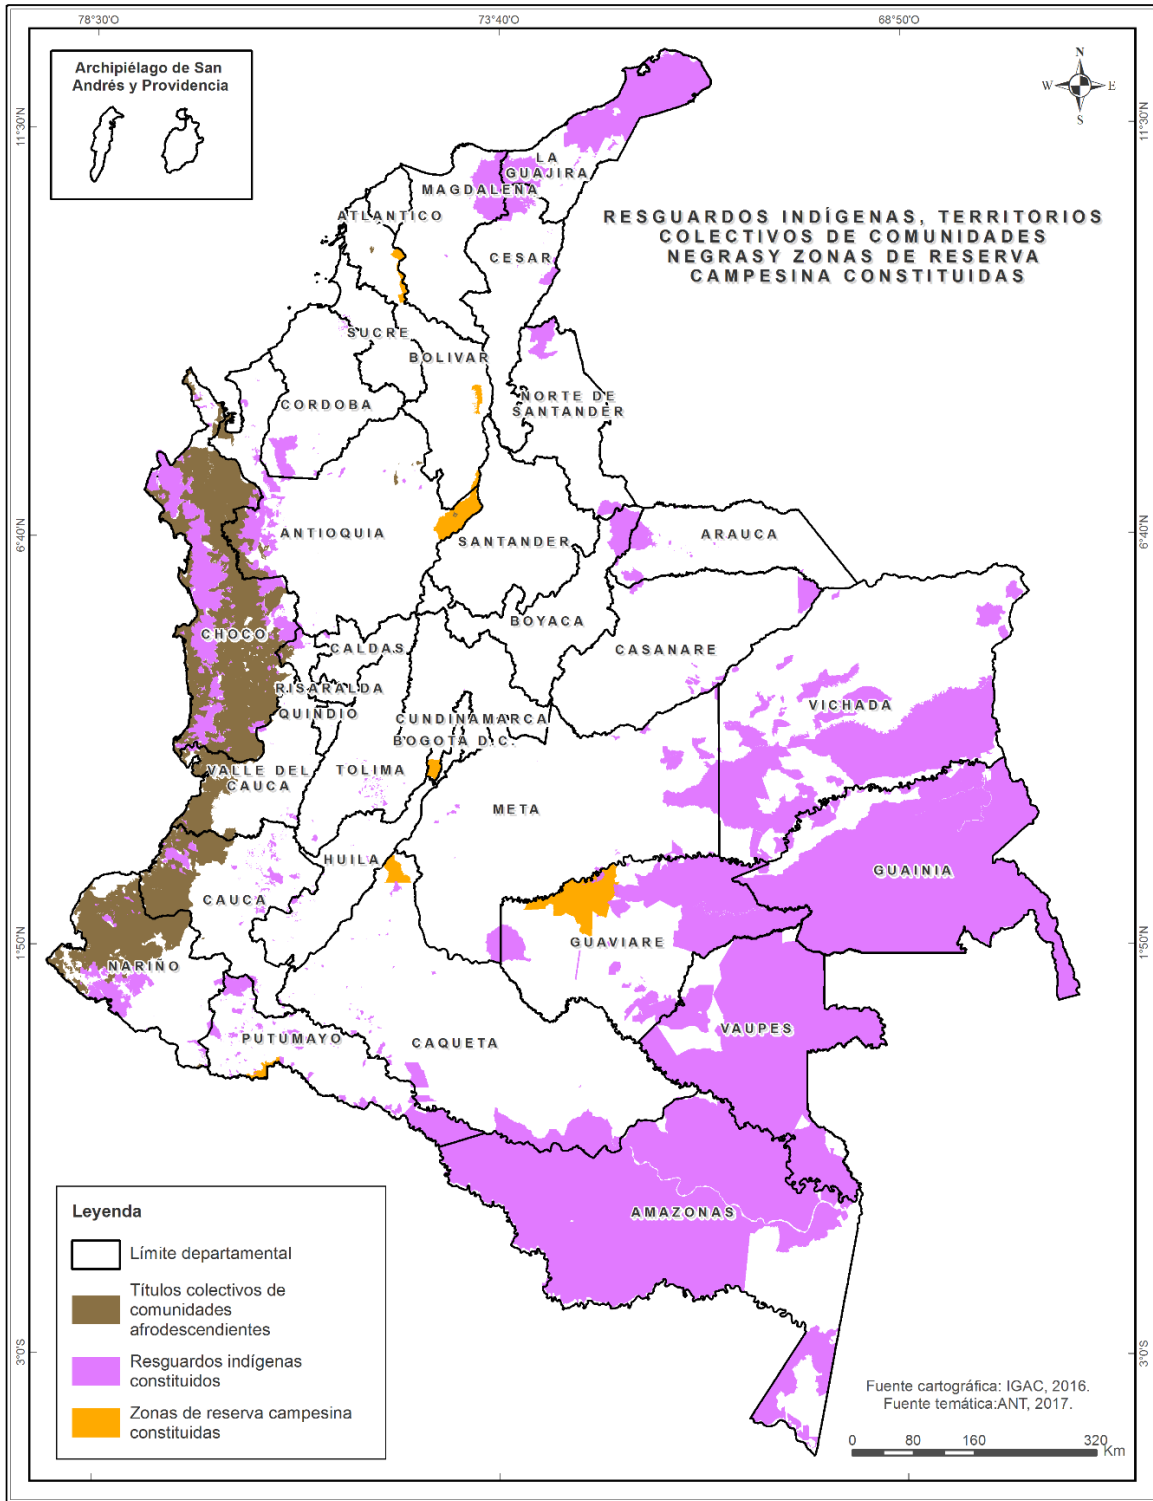 78°30'O
73°40'O
68°50'O
Archipiélago de San
Andrés y Providencia
N
W
E
S
11°30'N
11°30'N
LA
GUAJIRA
MAGDALENA
ATLANTICO
RESGUARDOS INDÍGENAS, TERRITORIOS
COLECTIVOS DE COMUNIDADES
NEGRASY ZONAS DE RESERVA
CAMPESINA CONSTITUIDAS
CESAR
SUCRE
BOLIVAR
CORDOBA
NORTE DE
SANTANDER
6°40'N
6°40'N
ANTIOQUIA
SANTANDER
ARAUCA
BOYACA
CHOCO
CALDAS
CASANARE
RISARALDA
QUINDIO
CUNDINAMARCA
VICHADA
BOGOTA D.C.
VALLE DEL
CAUCA
TOLIMA
META
HUILA
GUAINIA
CAUCA
1°50'N
1°50'N
GUAVIARE
NARIÑO
VAUPES
PUTUMAYO
CAQUETA
AMAZONAS
Leyenda
Límite departamental
Títulos colectivos de
comunidades
afrodescendientes
Resguardos indígenas
constituidos
Zonas de reserva campesina
constituidas
3°0'S
3°0'S
Fuente cartográfica: IGAC, 2016.
Fuente temática:ANT, 2017.
0 80 160 320
Km